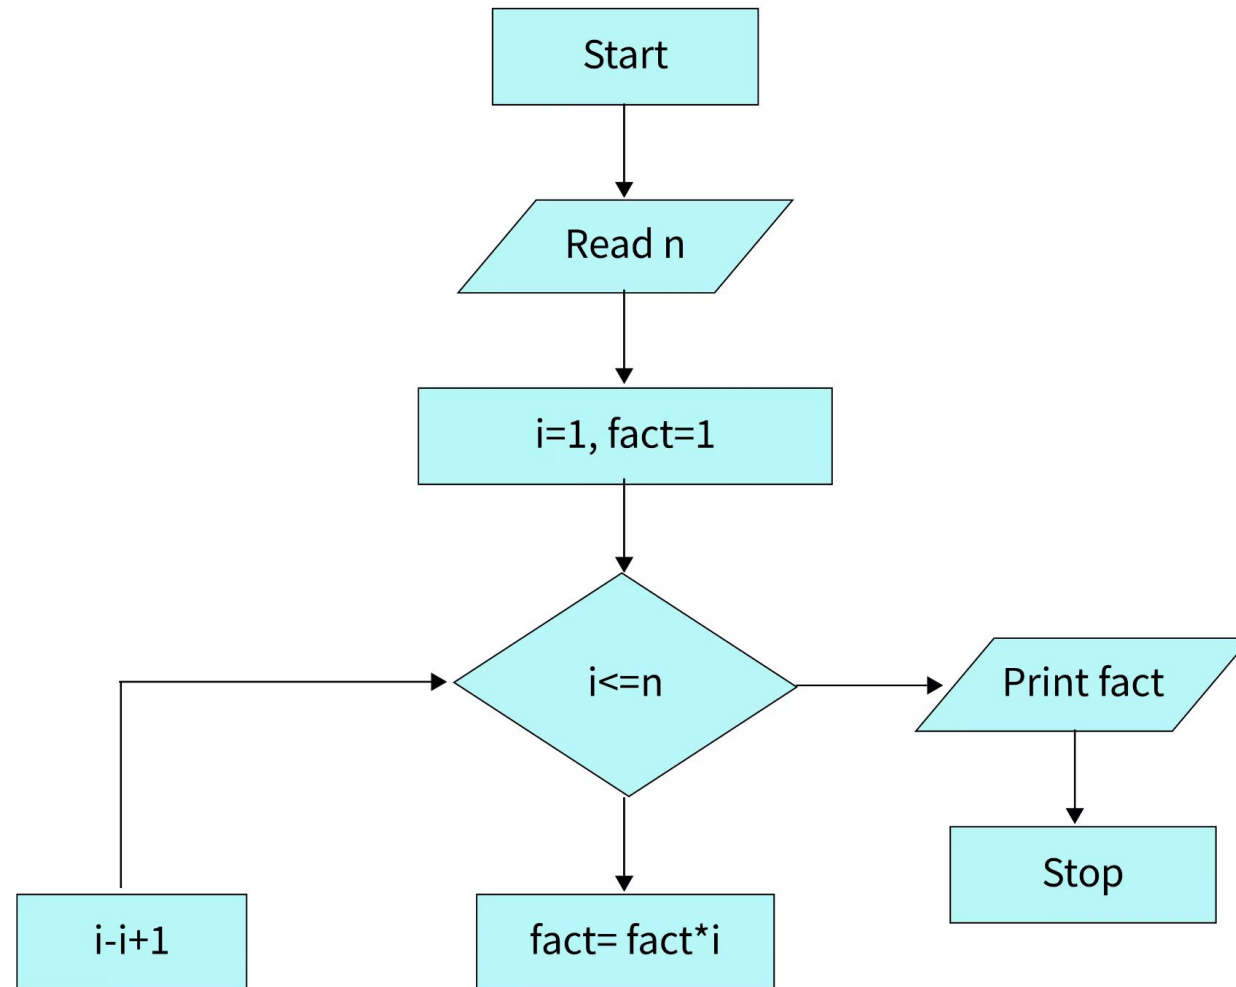 Start
Read n
i=1, fact=1
i<=n
Print fact
Stop
i-i+1
fact= fact*i